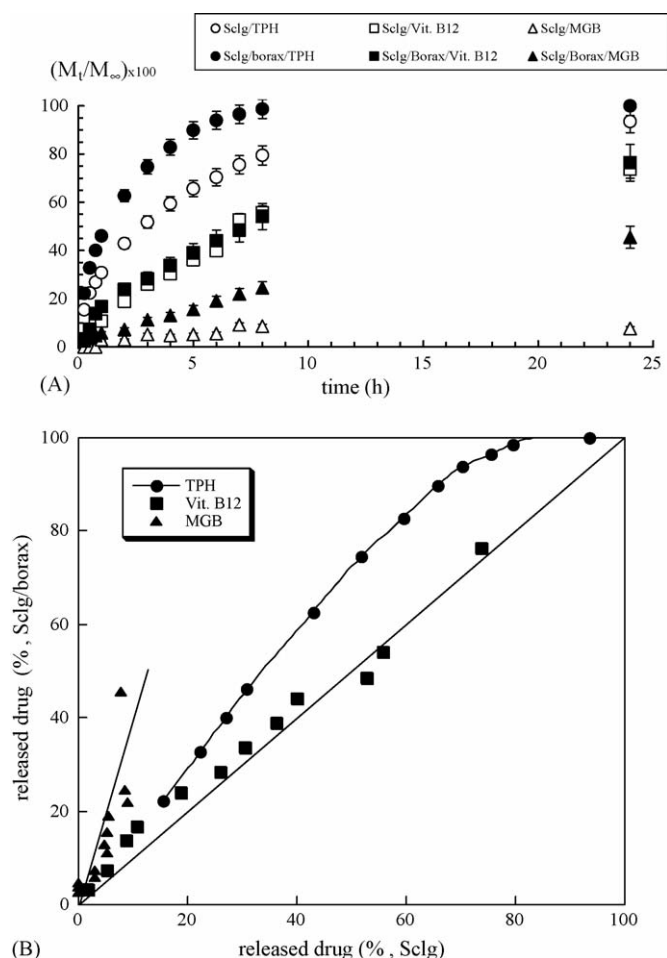 Sclg/TPH Sclg/Vit. B12 Sclg/MGB
Sclg/borax/TPH Sclg/Borax/Vit. B12 Sclg/Borax/MGB
(Mt/M∞)x100
100
80
60
40
20
0
0 5 10 15 20 25
(A) time (h)
100
TPH
Vit. B12
MGB
80
60
40
20
0
released drug (%, Sclg/borax)
0 20 40 60 80 100
(B) released drug (%, Sclg)